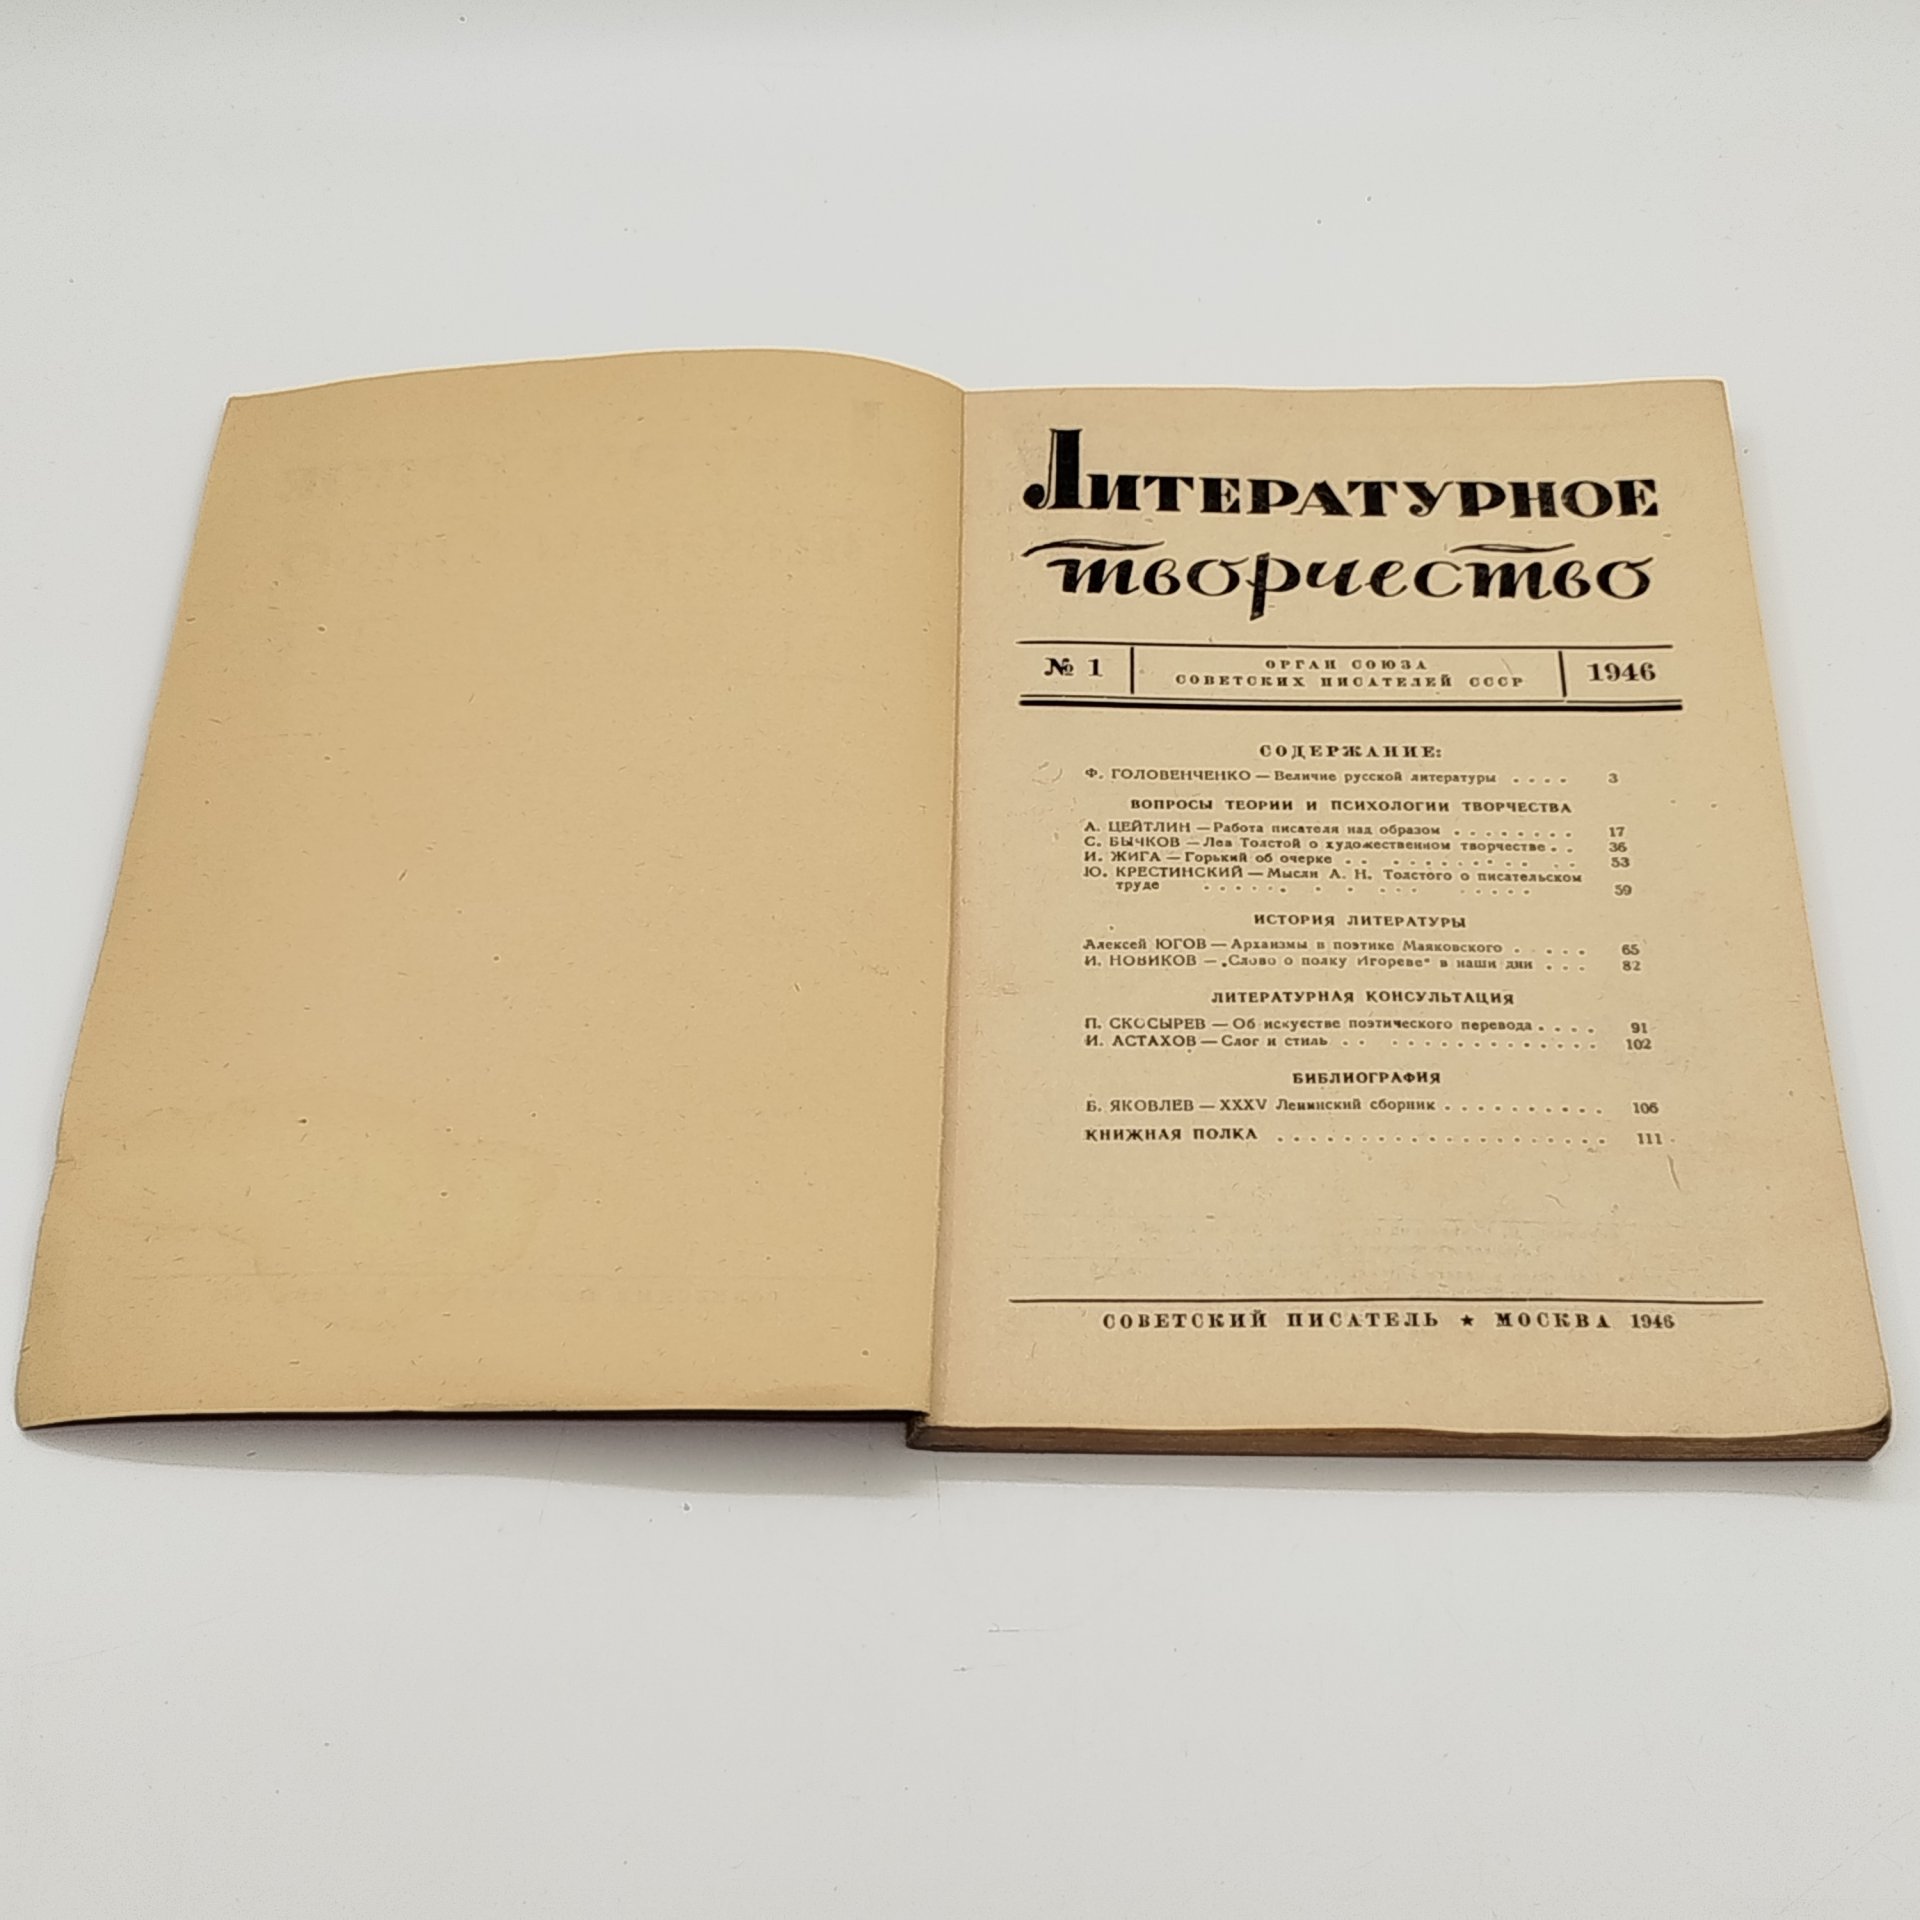 Литературное
творчество
№ 1
ОРГАН СОЮЗА
СОВЕТСКИХ ПИСАТЕЛЕЙ СССР
1946
СОДЕРЖАНИЕ:
Ф. ГОЛОВЕНЧЕНКО — Величие русской литературы . . . . 3
ВОПРОСЫ ТЕОРИИ И ПСИХОЛОГИИ ТВОРЧЕСТВА
А. ЦЕЙТЛИН — Работа писателя над образом . . . . . . . . 17
С. БЫЧКОВ — Лев Толстой о художественном творчестве . . 36
И. ЖИГА — Горький об очерке . . . . . . . . . . . . 53
Ю. КРЕСТИНСКИЙ — Мысли А. Н. Толстого о писательском
труде . . . . . . . . . . . . . . . . 59
ИСТОРИЯ ЛИТЕРАТУРЫ
Алексей ЮГОВ — Архаизмы в поэтике Маяковского . . . . 65
И. НОВИКОВ — „Слово о полку Игореве“ в наши дни . . . 82
ЛИТЕРАТУРНАЯ КОНСУЛЬТАЦИЯ
П. СКОСЫРЕВ — Об искусстве поэтического перевода . . . . 91
И. АСТАХОВ — Слог и стиль . . . . . . . . . . . . . . 102
БИБЛИОГРАФИЯ
Б. ЯКОВЛЕВ — XXXV Ленинский сборник . . . . . . . . . . 106
КНИЖНАЯ ПОЛКА . . . . . . . . . . . . . . . . . . . . . 111
СОВЕТСКИЙ ПИСАТЕЛЬ ★ МОСКВА 1946